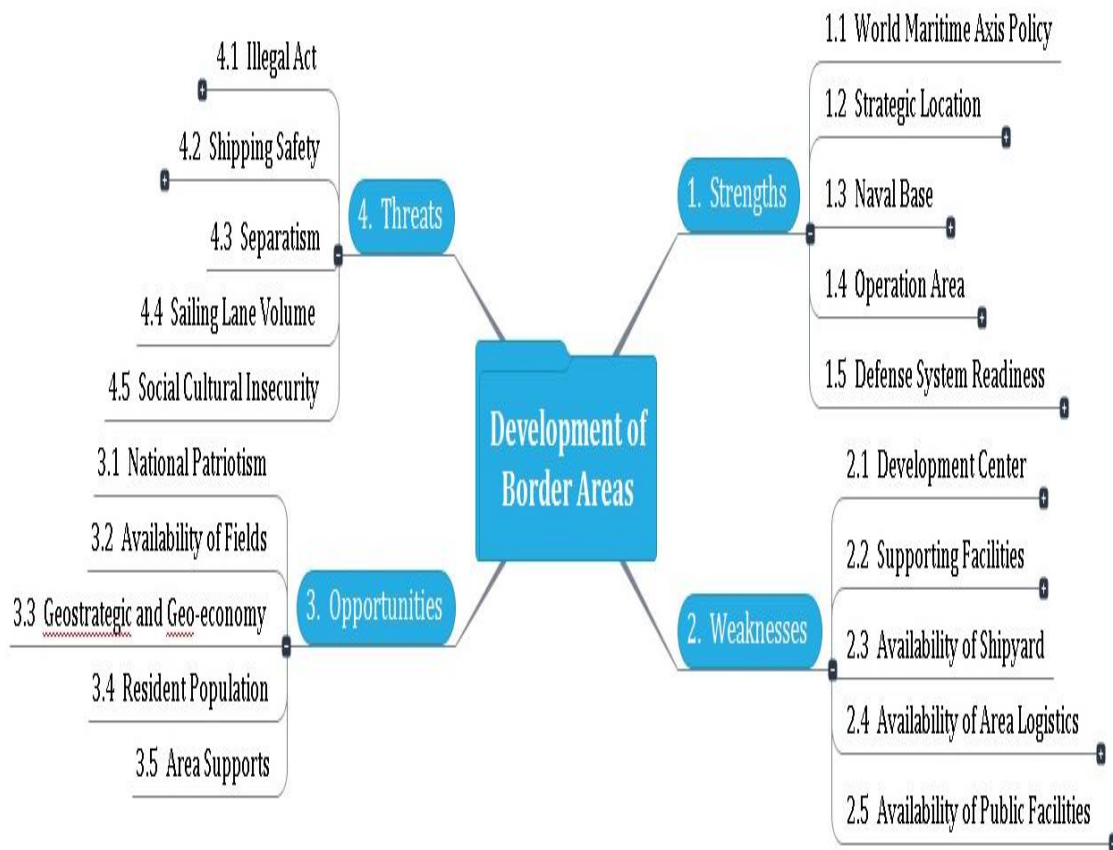 Development of
Border Areas
1. Strengths
1.1 World Maritime Axis Policy
1.2 Strategic Location
1.3 Naval Base
1.4 Operation Area
1.5 Defense System Readiness
2. Weaknesses
2.1 Development Center
2.2 Supporting Facilities
2.3 Availability of Shipyard
2.4 Availability of Area Logistics
2.5 Availability of Public Facilities
3. Opportunities
3.1 National Patriotism
3.2 Availability of Fields
3.3 Geostrategic and Geo-economy
3.4 Resident Population
3.5 Area Supports
4. Threats
4.1 Illegal Act
4.2 Shipping Safety
4.3 Separatism
4.4 Sailing Lane Volume
4.5 Social Cultural Insecurity